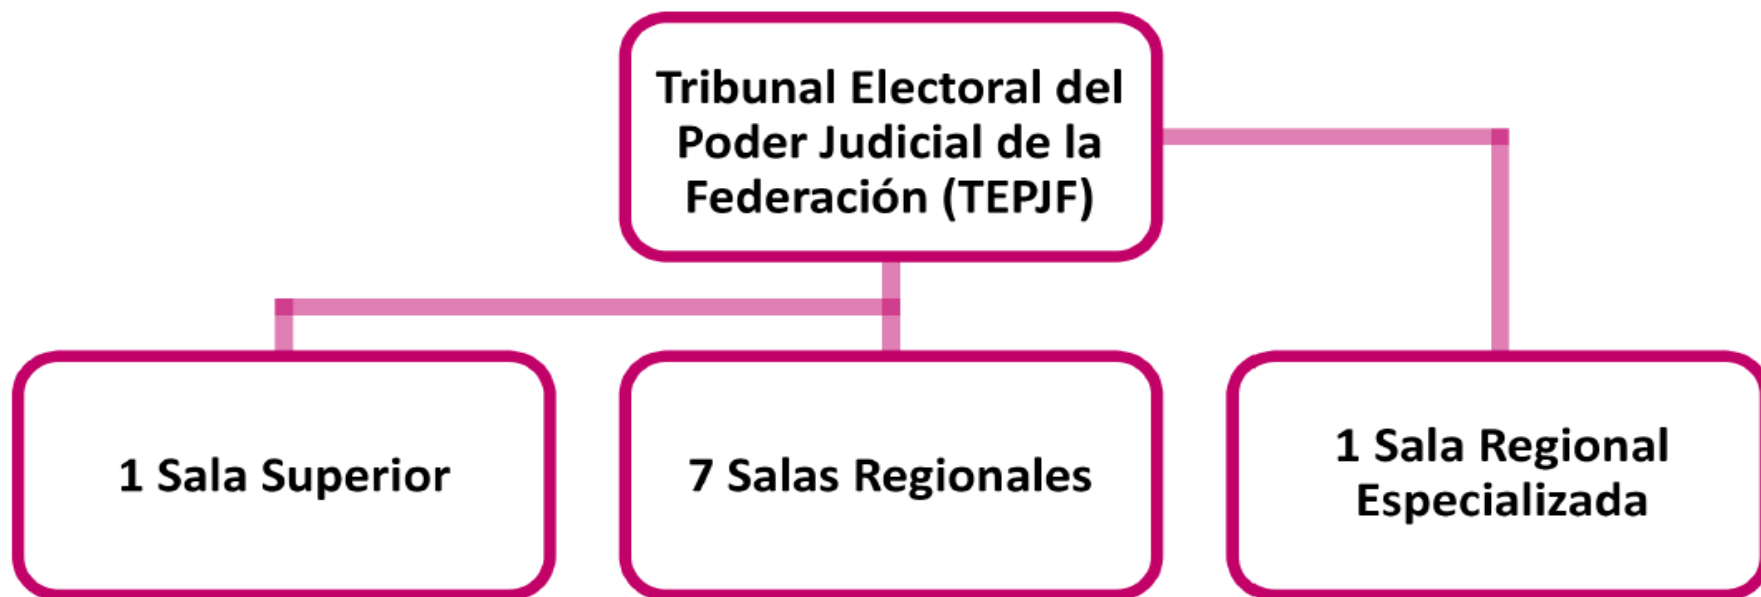 Tribunal Electoral del
Poder Judicial de la
Federación (TEPJF)
1 Sala Superior
7 Salas Regionales
1 Sala Regional
Especializada